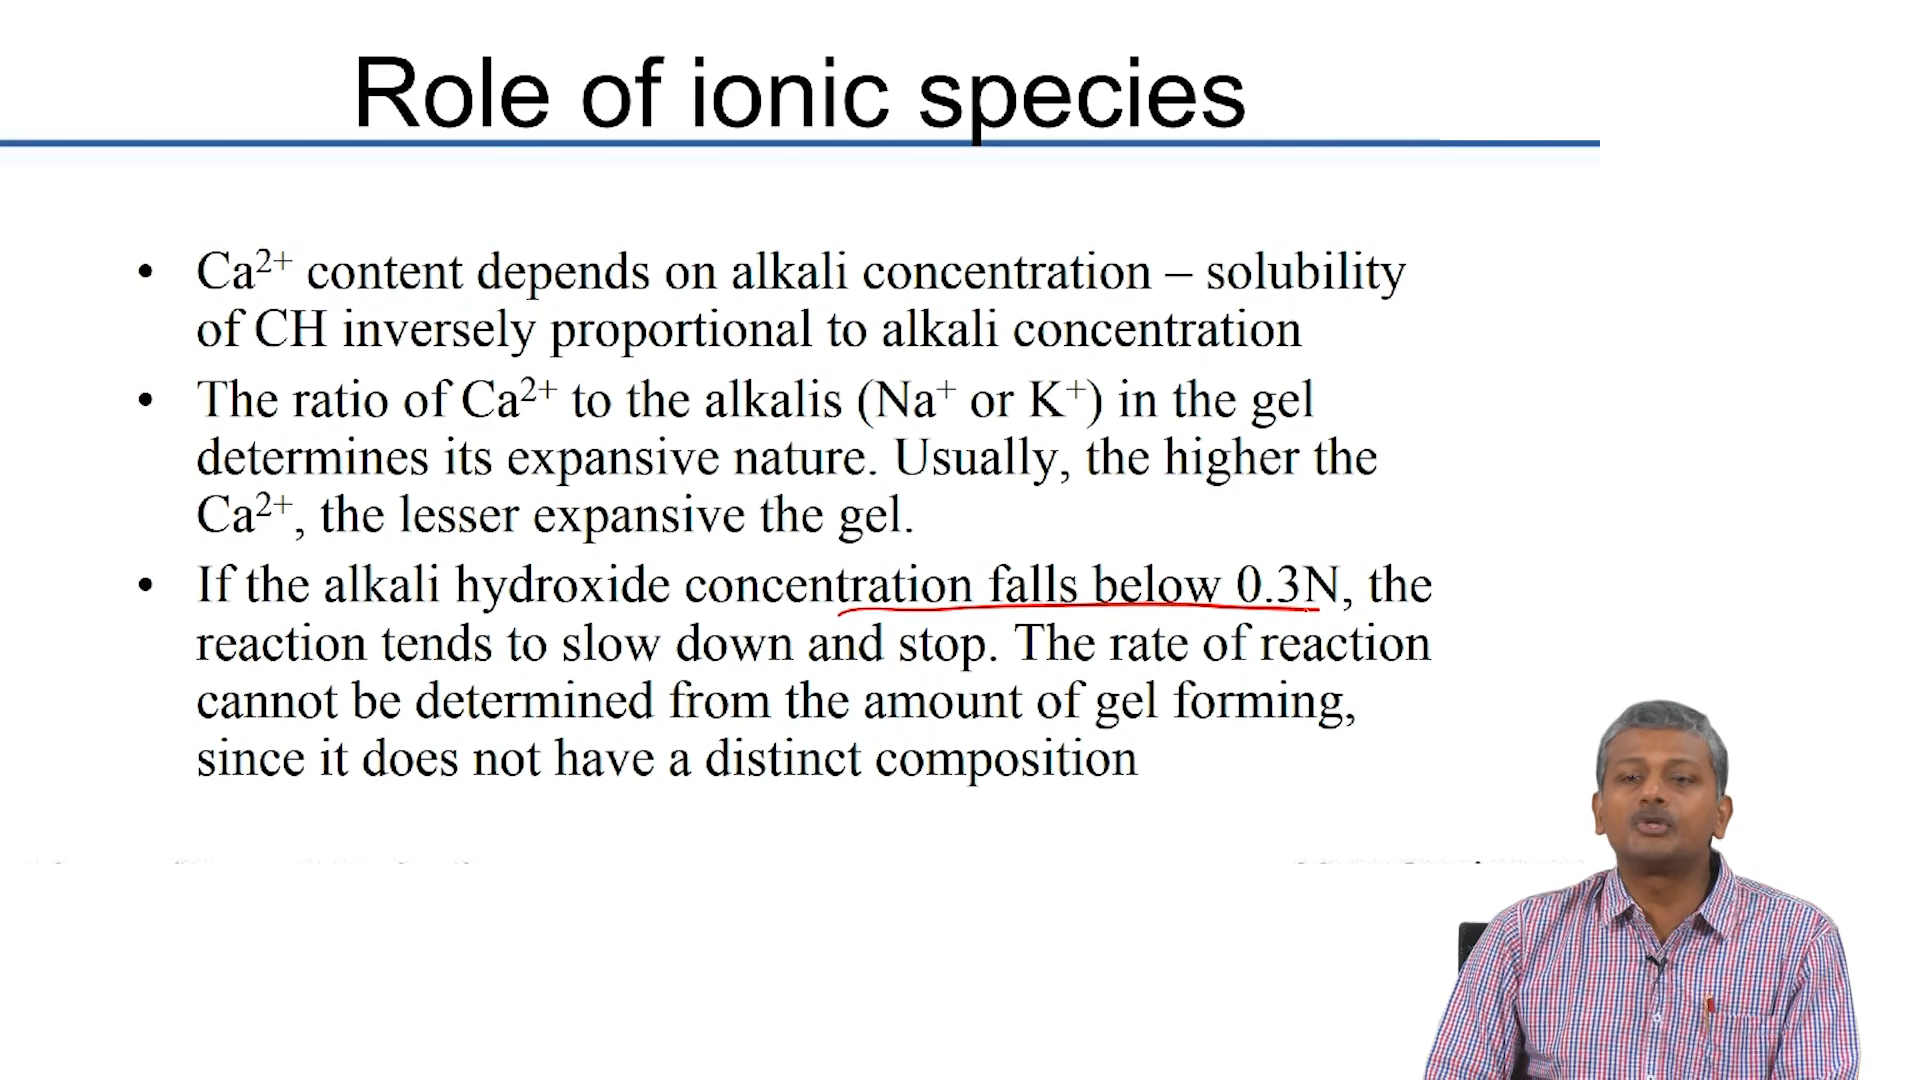 Role of ionic species
• Ca²⁺ content depends on alkali concentration – solubility
of CH inversely proportional to alkali concentration
• The ratio of Ca²⁺ to the alkalis (Na⁺ or K⁺) in the gel
determines its expansive nature. Usually, the higher the
Ca²⁺, the lesser expansive the gel.
• If the alkali hydroxide concentration falls below 0.3N, the
reaction tends to slow down and stop. The rate of reaction
cannot be determined from the amount of gel forming,
since it does not have a distinct composition